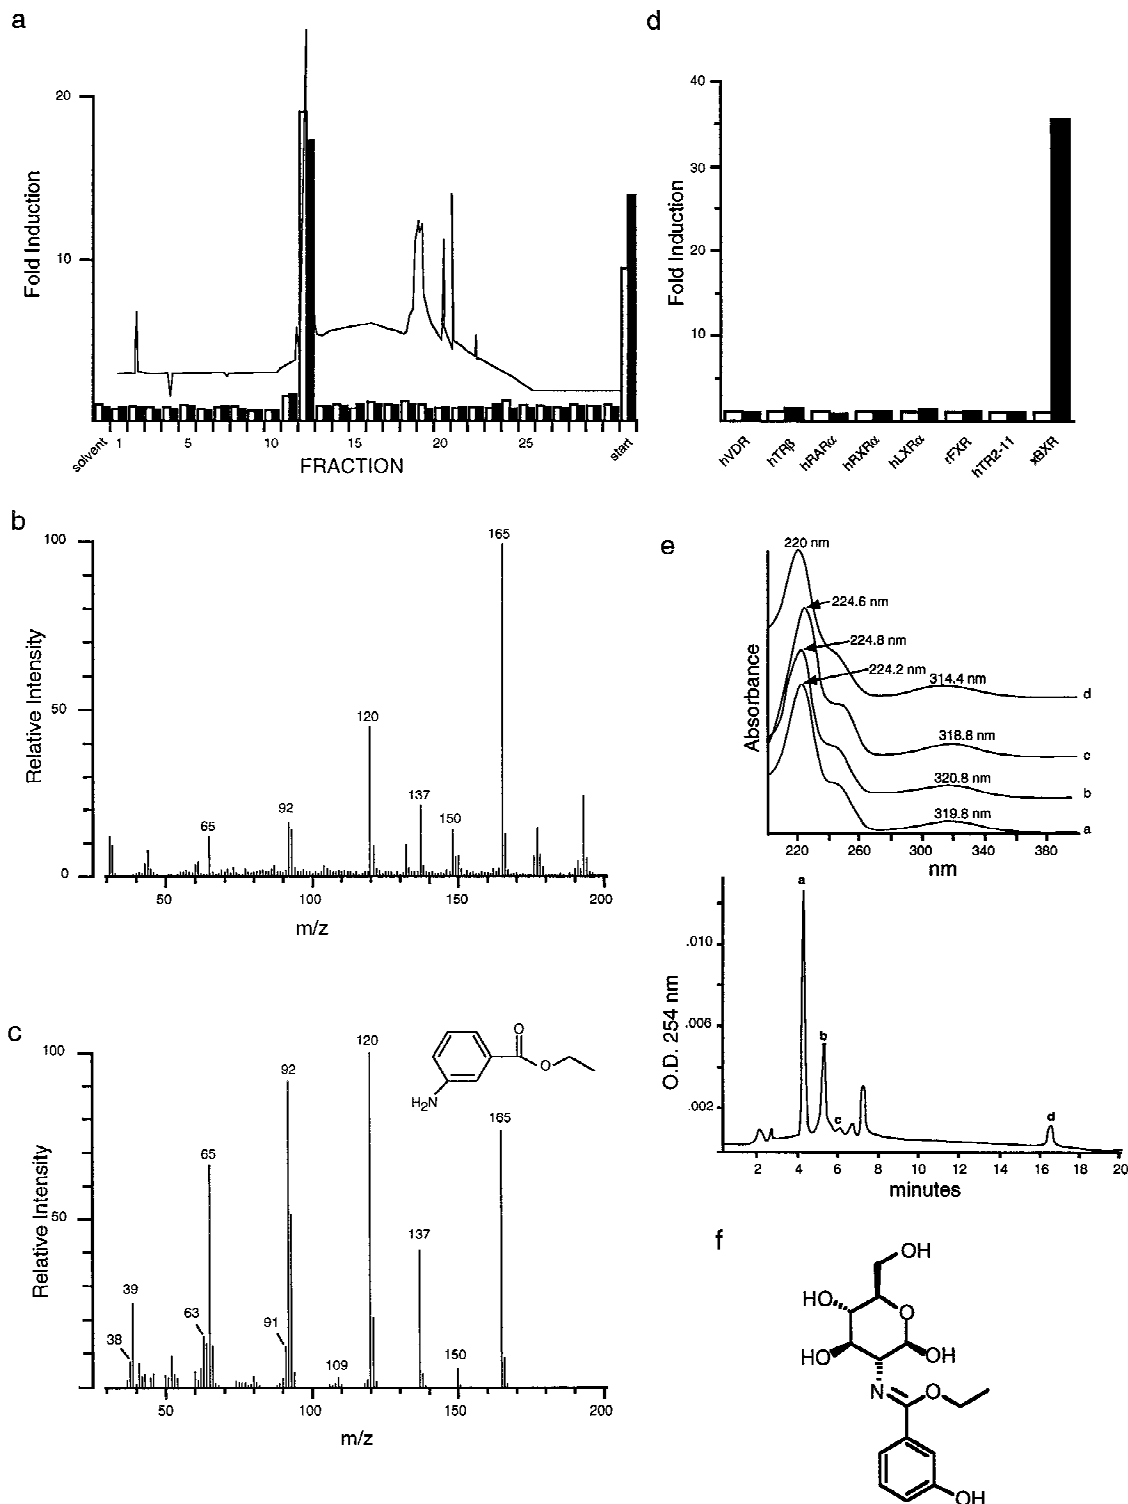 a
20
10
Fold Induction
solvent 1 5 10 15 20 25 start
FRACTION
b
100
50
0
Relative Intensity
165
120
137
150
92
65
50 100 150 200
m/z
c
100
50
Relative Intensity
120
92
165
65
137
39
38
63
91
109
150
O
O
H2N
50 100 150 200
m/z
d
40
30
20
10
Fold Induction
hVDR
hTRβ
hRARα
hRXRα
hLXRα
rFXR
hTR2-11
xBXR
e
220 nm
224.6 nm
224.8 nm
224.2 nm
314.4 nm
d
318.8 nm
c
320.8 nm
b
319.8 nm
a
Absorbance
220 260 300 340 380
nm
a
b
c
d
.010
.006
.002
O.D. 254 nm
2 4 6 8 10 12 14 16 18 20
minutes
f
OH
HO
O
HO
OH
N
O
OH